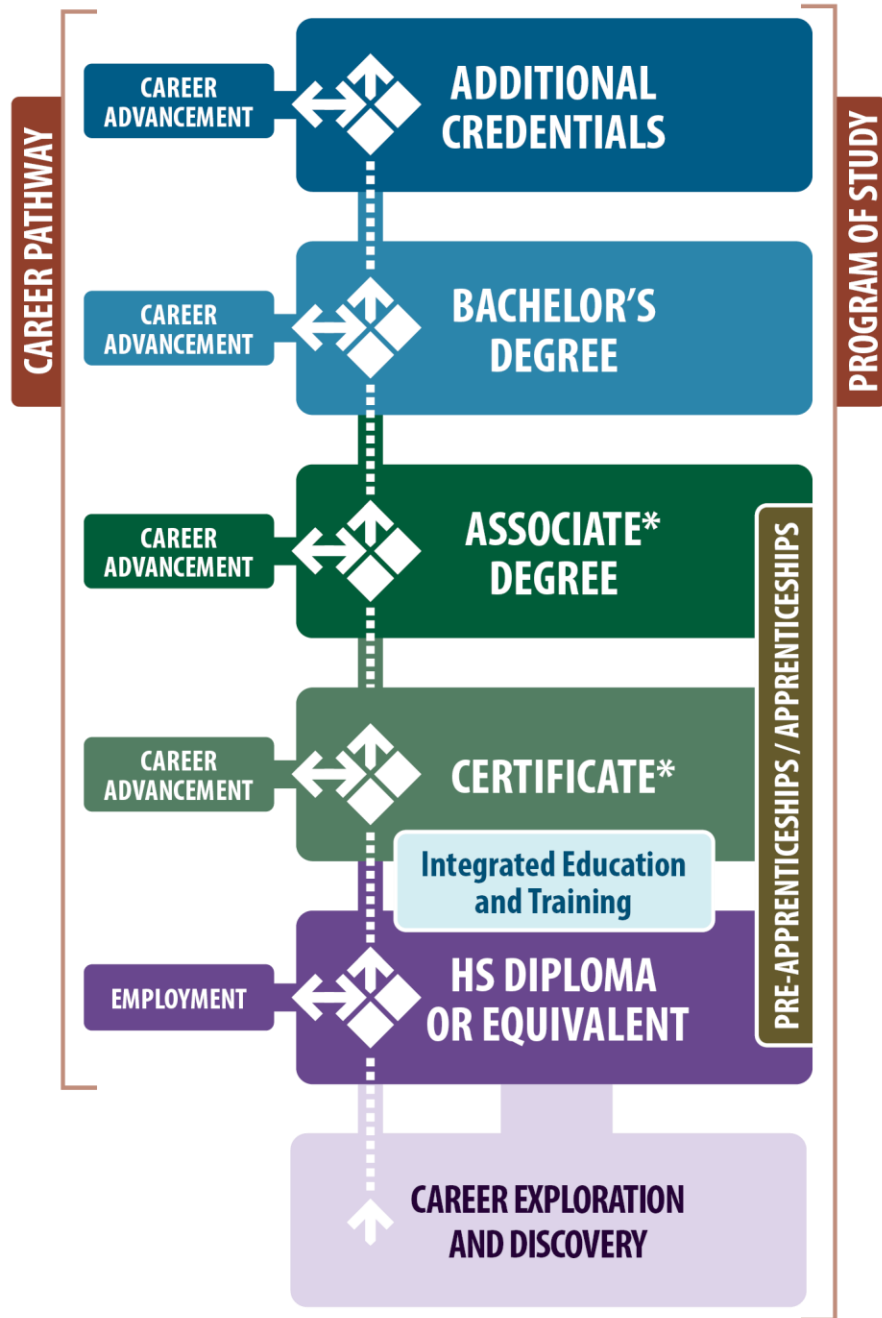 CAREER PATHWAY
PROGRAM OF STUDY
CAREER
ADVANCEMENT
ADDITIONAL
CREDENTIALS
CAREER
ADVANCEMENT
BACHELOR’S
DEGREE
CAREER
ADVANCEMENT
ASSOCIATE*
DEGREE
PRE-APPRENTICESHIPS / APPRENTICESHIPS
CAREER
ADVANCEMENT
CERTIFICATE*
Integrated Education
and Training
EMPLOYMENT
HS DIPLOMA
OR EQUIVALENT
CAREER EXPLORATION
AND DISCOVERY